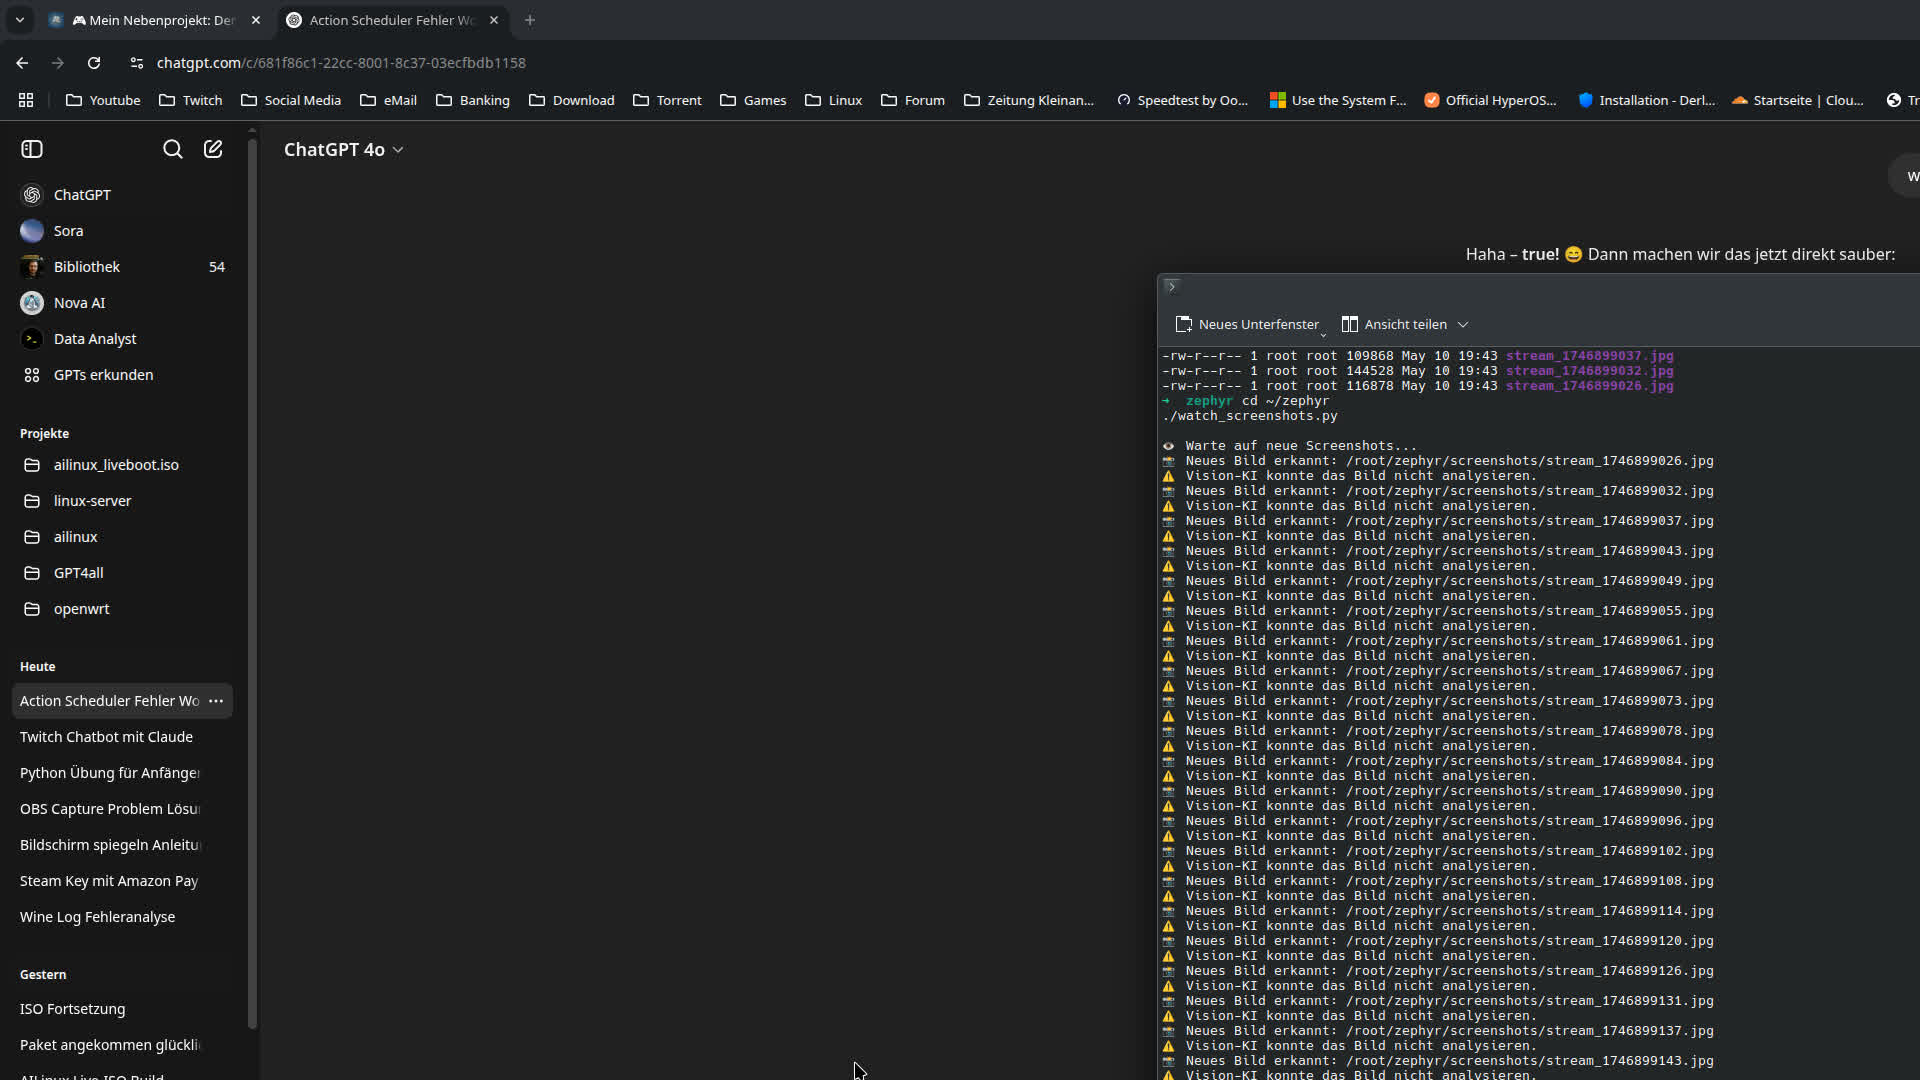 🎮 Mein Nebenprojekt: Der
Action Scheduler Fehler Wo
chatgpt.com/c/681f86c1-22cc-8001-8c37-03ecfbdb1158
Youtube Twitch Social Media eMail Banking Download Torrent Games Linux Forum Zeitung Kleinan... Speedtest by Oo... Use the System F... Official HyperOS... Installation - Derl... Startseite | Clou... Tr
ChatGPT 4o
ChatGPT
Sora
Bibliothek 54
Nova AI
Data Analyst
GPTs erkunden
Projekte
ailinux_liveboot.iso
linux-server
ailinux
GPT4all
openwrt
Heute
Action Scheduler Fehler Wo ...
Twitch Chatbot mit Claude
Python Übung für Anfänger
OBS Capture Problem Lösu
Bildschirm spiegeln Anleitu
Steam Key mit Amazon Pay
Wine Log Fehleranalyse
Gestern
ISO Fortsetzung
Paket angekommen glückli
AILinux Live ISO Build
w
Haha – true! 😄 Dann machen wir das jetzt direkt sauber:
Neues Unterfenster Ansicht teilen
-rw-r--r-- 1 root root 109868 May 10 19:43 stream_1746899037.jpg
-rw-r--r-- 1 root root 144528 May 10 19:43 stream_1746899032.jpg
-rw-r--r-- 1 root root 116878 May 10 19:43 stream_1746899026.jpg
➜ zephyr cd ~/zephyr
./watch_screenshots.py
👁 Warte auf neue Screenshots...
📸 Neues Bild erkannt: /root/zephyr/screenshots/stream_1746899026.jpg
⚠ Vision-KI konnte das Bild nicht analysieren.
📸 Neues Bild erkannt: /root/zephyr/screenshots/stream_1746899032.jpg
⚠ Vision-KI konnte das Bild nicht analysieren.
📸 Neues Bild erkannt: /root/zephyr/screenshots/stream_1746899037.jpg
⚠ Vision-KI konnte das Bild nicht analysieren.
📸 Neues Bild erkannt: /root/zephyr/screenshots/stream_1746899043.jpg
⚠ Vision-KI konnte das Bild nicht analysieren.
📸 Neues Bild erkannt: /root/zephyr/screenshots/stream_1746899049.jpg
⚠ Vision-KI konnte das Bild nicht analysieren.
📸 Neues Bild erkannt: /root/zephyr/screenshots/stream_1746899055.jpg
⚠ Vision-KI konnte das Bild nicht analysieren.
📸 Neues Bild erkannt: /root/zephyr/screenshots/stream_1746899061.jpg
⚠ Vision-KI konnte das Bild nicht analysieren.
📸 Neues Bild erkannt: /root/zephyr/screenshots/stream_1746899067.jpg
⚠ Vision-KI konnte das Bild nicht analysieren.
📸 Neues Bild erkannt: /root/zephyr/screenshots/stream_1746899073.jpg
⚠ Vision-KI konnte das Bild nicht analysieren.
📸 Neues Bild erkannt: /root/zephyr/screenshots/stream_1746899078.jpg
⚠ Vision-KI konnte das Bild nicht analysieren.
📸 Neues Bild erkannt: /root/zephyr/screenshots/stream_1746899084.jpg
⚠ Vision-KI konnte das Bild nicht analysieren.
📸 Neues Bild erkannt: /root/zephyr/screenshots/stream_1746899090.jpg
⚠ Vision-KI konnte das Bild nicht analysieren.
📸 Neues Bild erkannt: /root/zephyr/screenshots/stream_1746899096.jpg
⚠ Vision-KI konnte das Bild nicht analysieren.
📸 Neues Bild erkannt: /root/zephyr/screenshots/stream_1746899102.jpg
⚠ Vision-KI konnte das Bild nicht analysieren.
📸 Neues Bild erkannt: /root/zephyr/screenshots/stream_1746899108.jpg
⚠ Vision-KI konnte das Bild nicht analysieren.
📸 Neues Bild erkannt: /root/zephyr/screenshots/stream_1746899114.jpg
⚠ Vision-KI konnte das Bild nicht analysieren.
📸 Neues Bild erkannt: /root/zephyr/screenshots/stream_1746899120.jpg
⚠ Vision-KI konnte das Bild nicht analysieren.
📸 Neues Bild erkannt: /root/zephyr/screenshots/stream_1746899126.jpg
⚠ Vision-KI konnte das Bild nicht analysieren.
📸 Neues Bild erkannt: /root/zephyr/screenshots/stream_1746899131.jpg
⚠ Vision-KI konnte das Bild nicht analysieren.
📸 Neues Bild erkannt: /root/zephyr/screenshots/stream_1746899137.jpg
⚠ Vision-KI konnte das Bild nicht analysieren.
📸 Neues Bild erkannt: /root/zephyr/screenshots/stream_1746899143.jpg
⚠ Vision-KI konnte das Bild nicht analysieren.